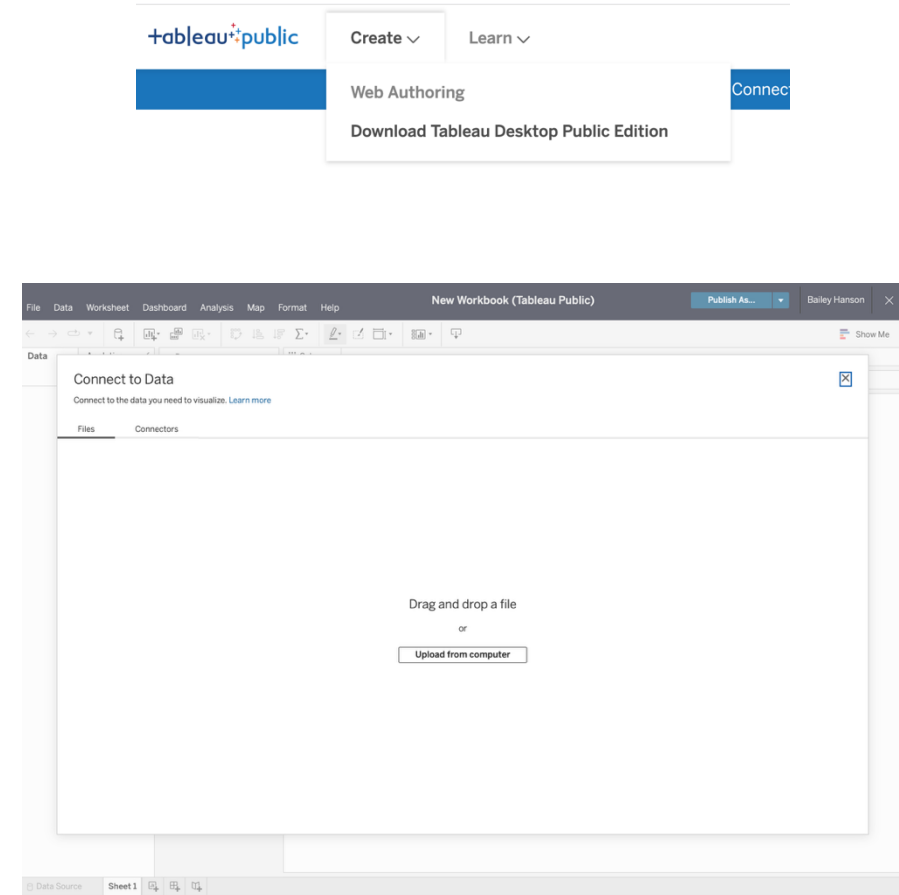 +ableau public
Create Learn
Web Authoring
Connec
Download Tableau Desktop Public Edition
File Data Worksheet Dashboard Analysis Map Format Help New Workbook (Tableau Public) Publish As... Bailey Hanson
Show Me
Data
Connect to Data
Connect to the data you need to visualize. Learn more
Files Connectors
Drag and drop a file
or
Upload from computer
Data Source Sheet 1